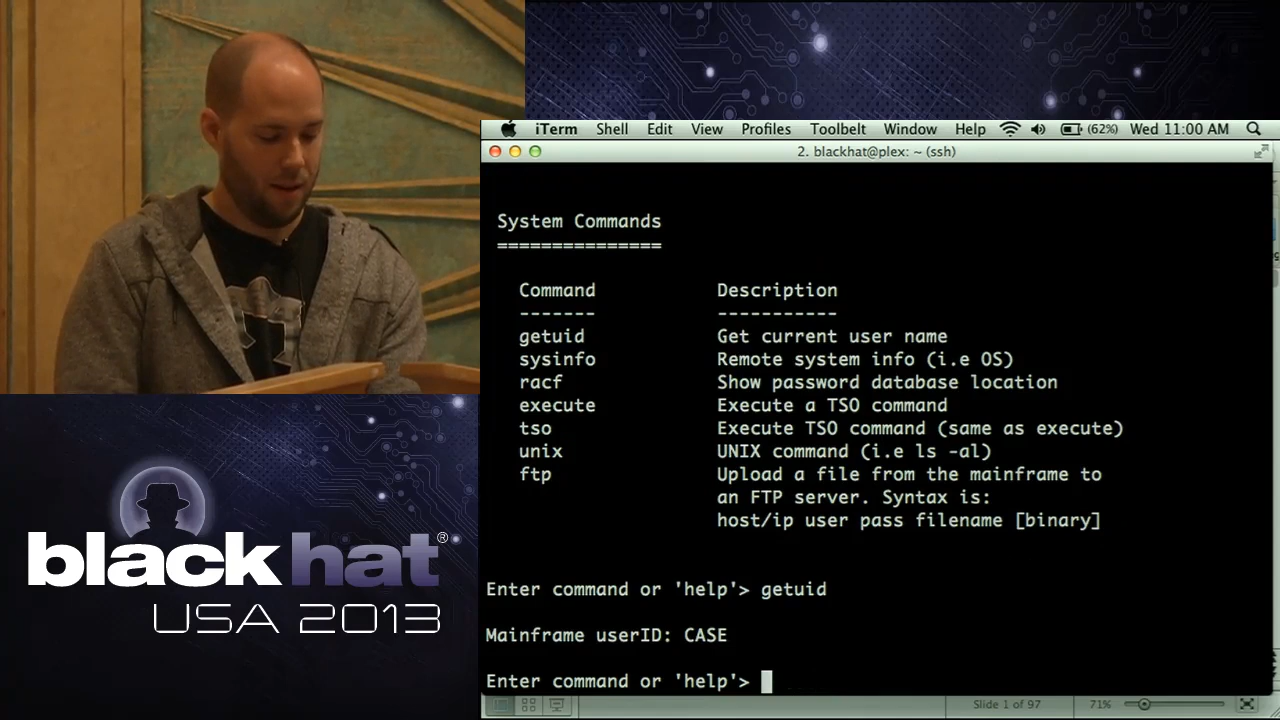 iTerm Shell Edit View Profiles Toolbelt Window Help (62%) Wed 11:00 AM
2. blackhat@plex: ~ (ssh)
System Commands
===============
Command Description
------- -----------
getuid Get current user name
sysinfo Remote system info (i.e OS)
racf Show password database location
execute Execute a TSO command
tso Execute TSO command (same as execute)
unix UNIX command (i.e ls -al)
ftp Upload a file from the mainframe to
an FTP server. Syntax is:
host/ip user pass filename [binary]
Enter command or 'help'> getuid
Mainframe userID: CASE
Enter command or 'help'>
Slide 1 of 97 71%
blackhat®
USA 2013